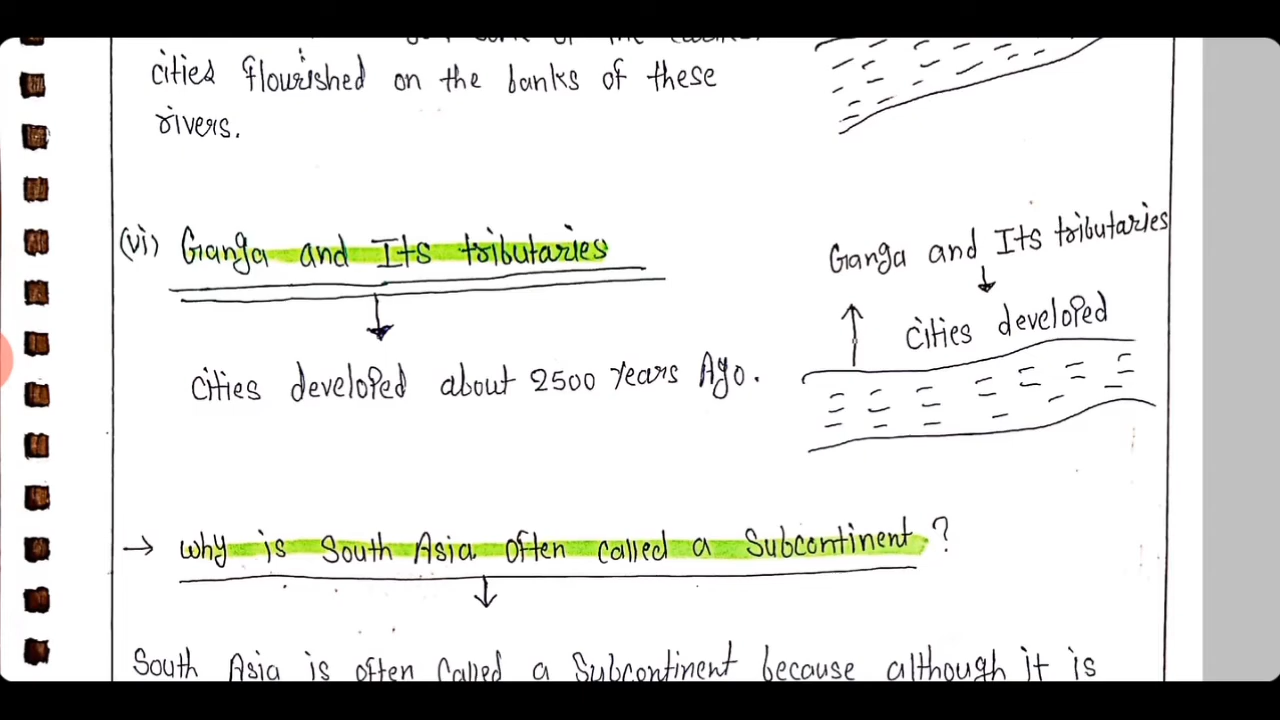 cities flourished on the banks of these
rivers.
(vi) Ganga and Its tributaries
cities developed about 2500 years Ago.
Ganga and Its tributaries
cities developed
→ why is South Asia often called a Subcontinent ?
South Asia is often called a Subcontinent because although it is